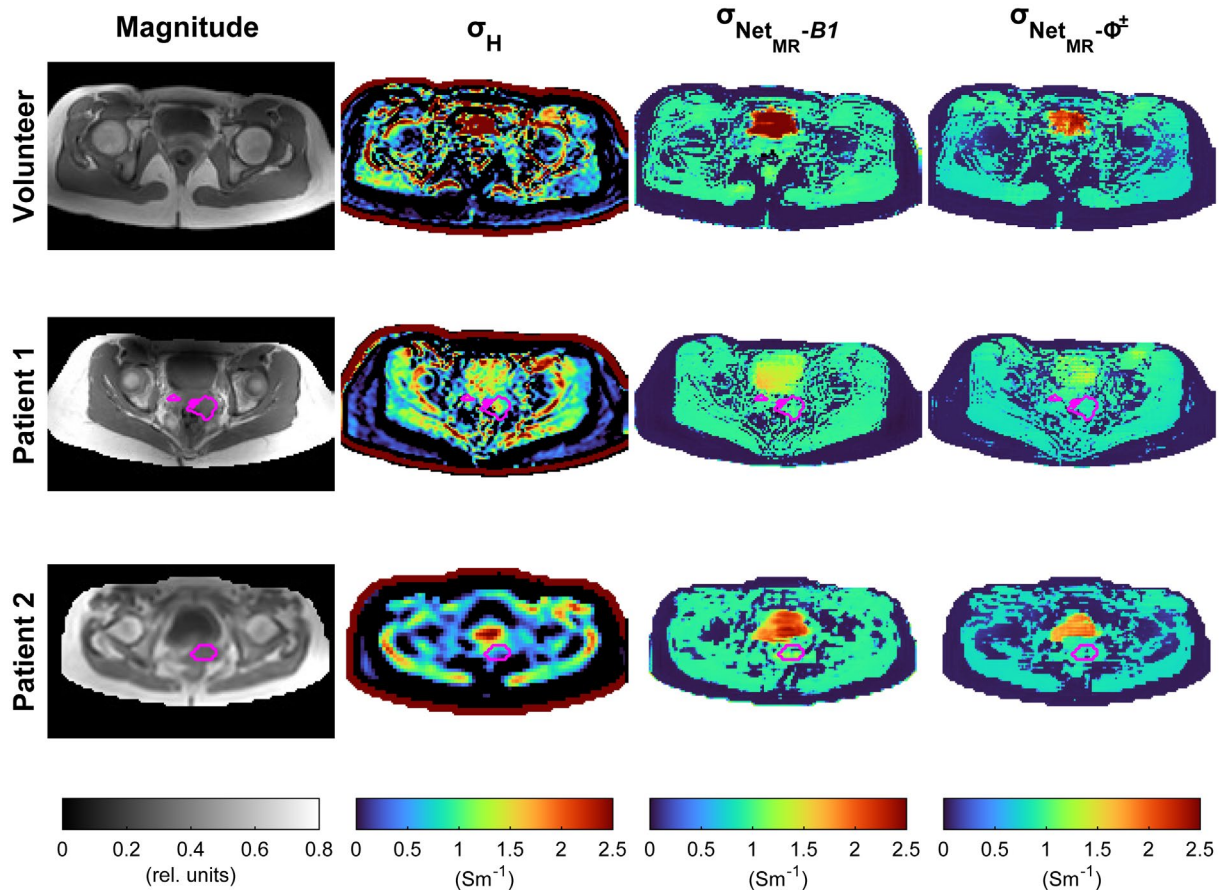 Magnitude σH σNetMR-B1 σNetMR-Φ±
Volunteer
Patient 1
Patient 2
0 0.2 0.4 0.6 0.8 0 0.5 1 1.5 2 2.5 0 0.5 1 1.5 2 2.5 0 0.5 1 1.5 2 2.5
(rel. units) (Sm⁻¹) (Sm⁻¹) (Sm⁻¹)